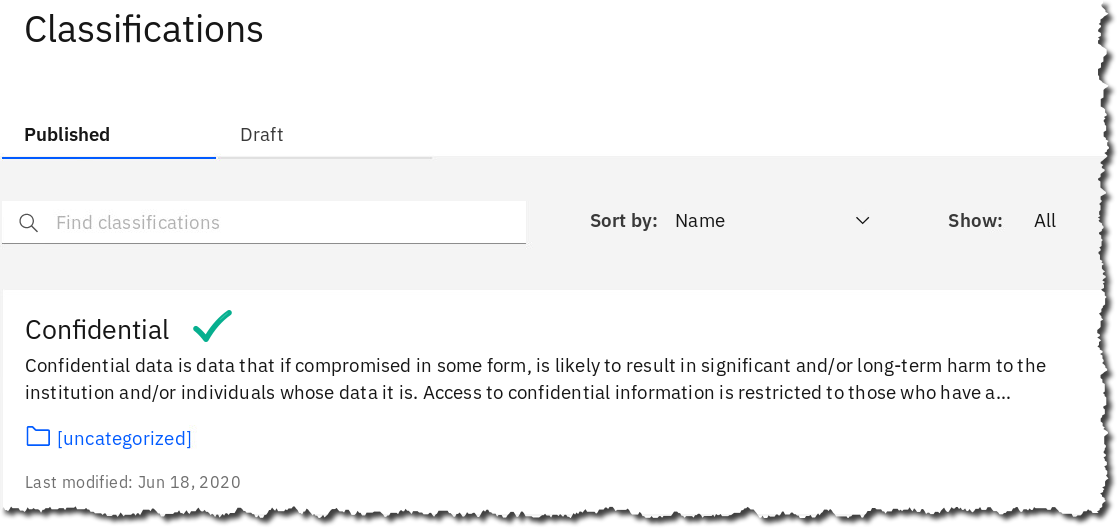 Classifications
Published Draft
Find classifications Sort by: Name Show: All
Confidential
Confidential data is data that if compromised in some form, is likely to result in significant and/or long-term harm to the
institution and/or individuals whose data it is. Access to confidential information is restricted to those who have a...
[uncategorized]
Last modified: Jun 18, 2020